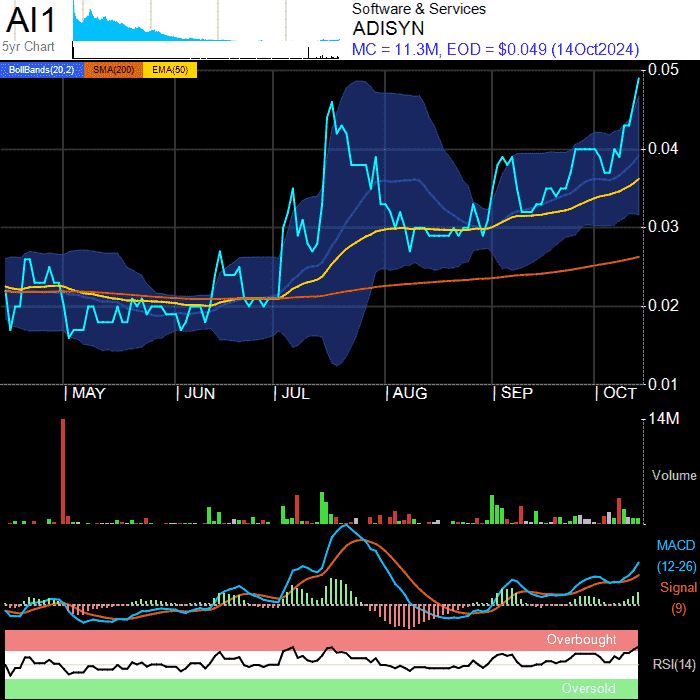 AI1
5yr Chart
Software & Services
ADISYN
MC = 11.3M, EOD = $0.049 (14Oct2024)
BollBands(20,2) SMA(200) EMA(50)
0.05
0.04
0.03
0.02
0.01
MAY JUN JUL AUG SEP OCT
14M
Volume
MACD
(12-26)
Signal
(9)
Overbought
RSI(14)
Oversold